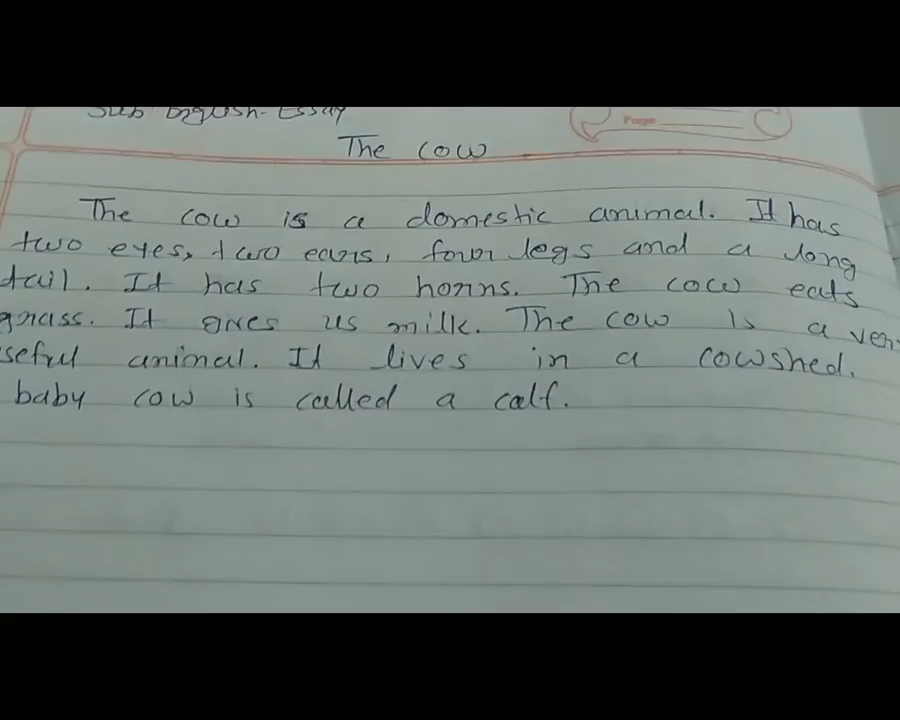 Sub English-Essay
Page
The cow
The cow is a domestic animal. It has
two eyes, two ears, four legs and a long
tail. It has two horns. The cow eats
grass. It gives us milk. The cow is a ver
seful animal. It lives in a cowshed.
baby cow is called a calf.